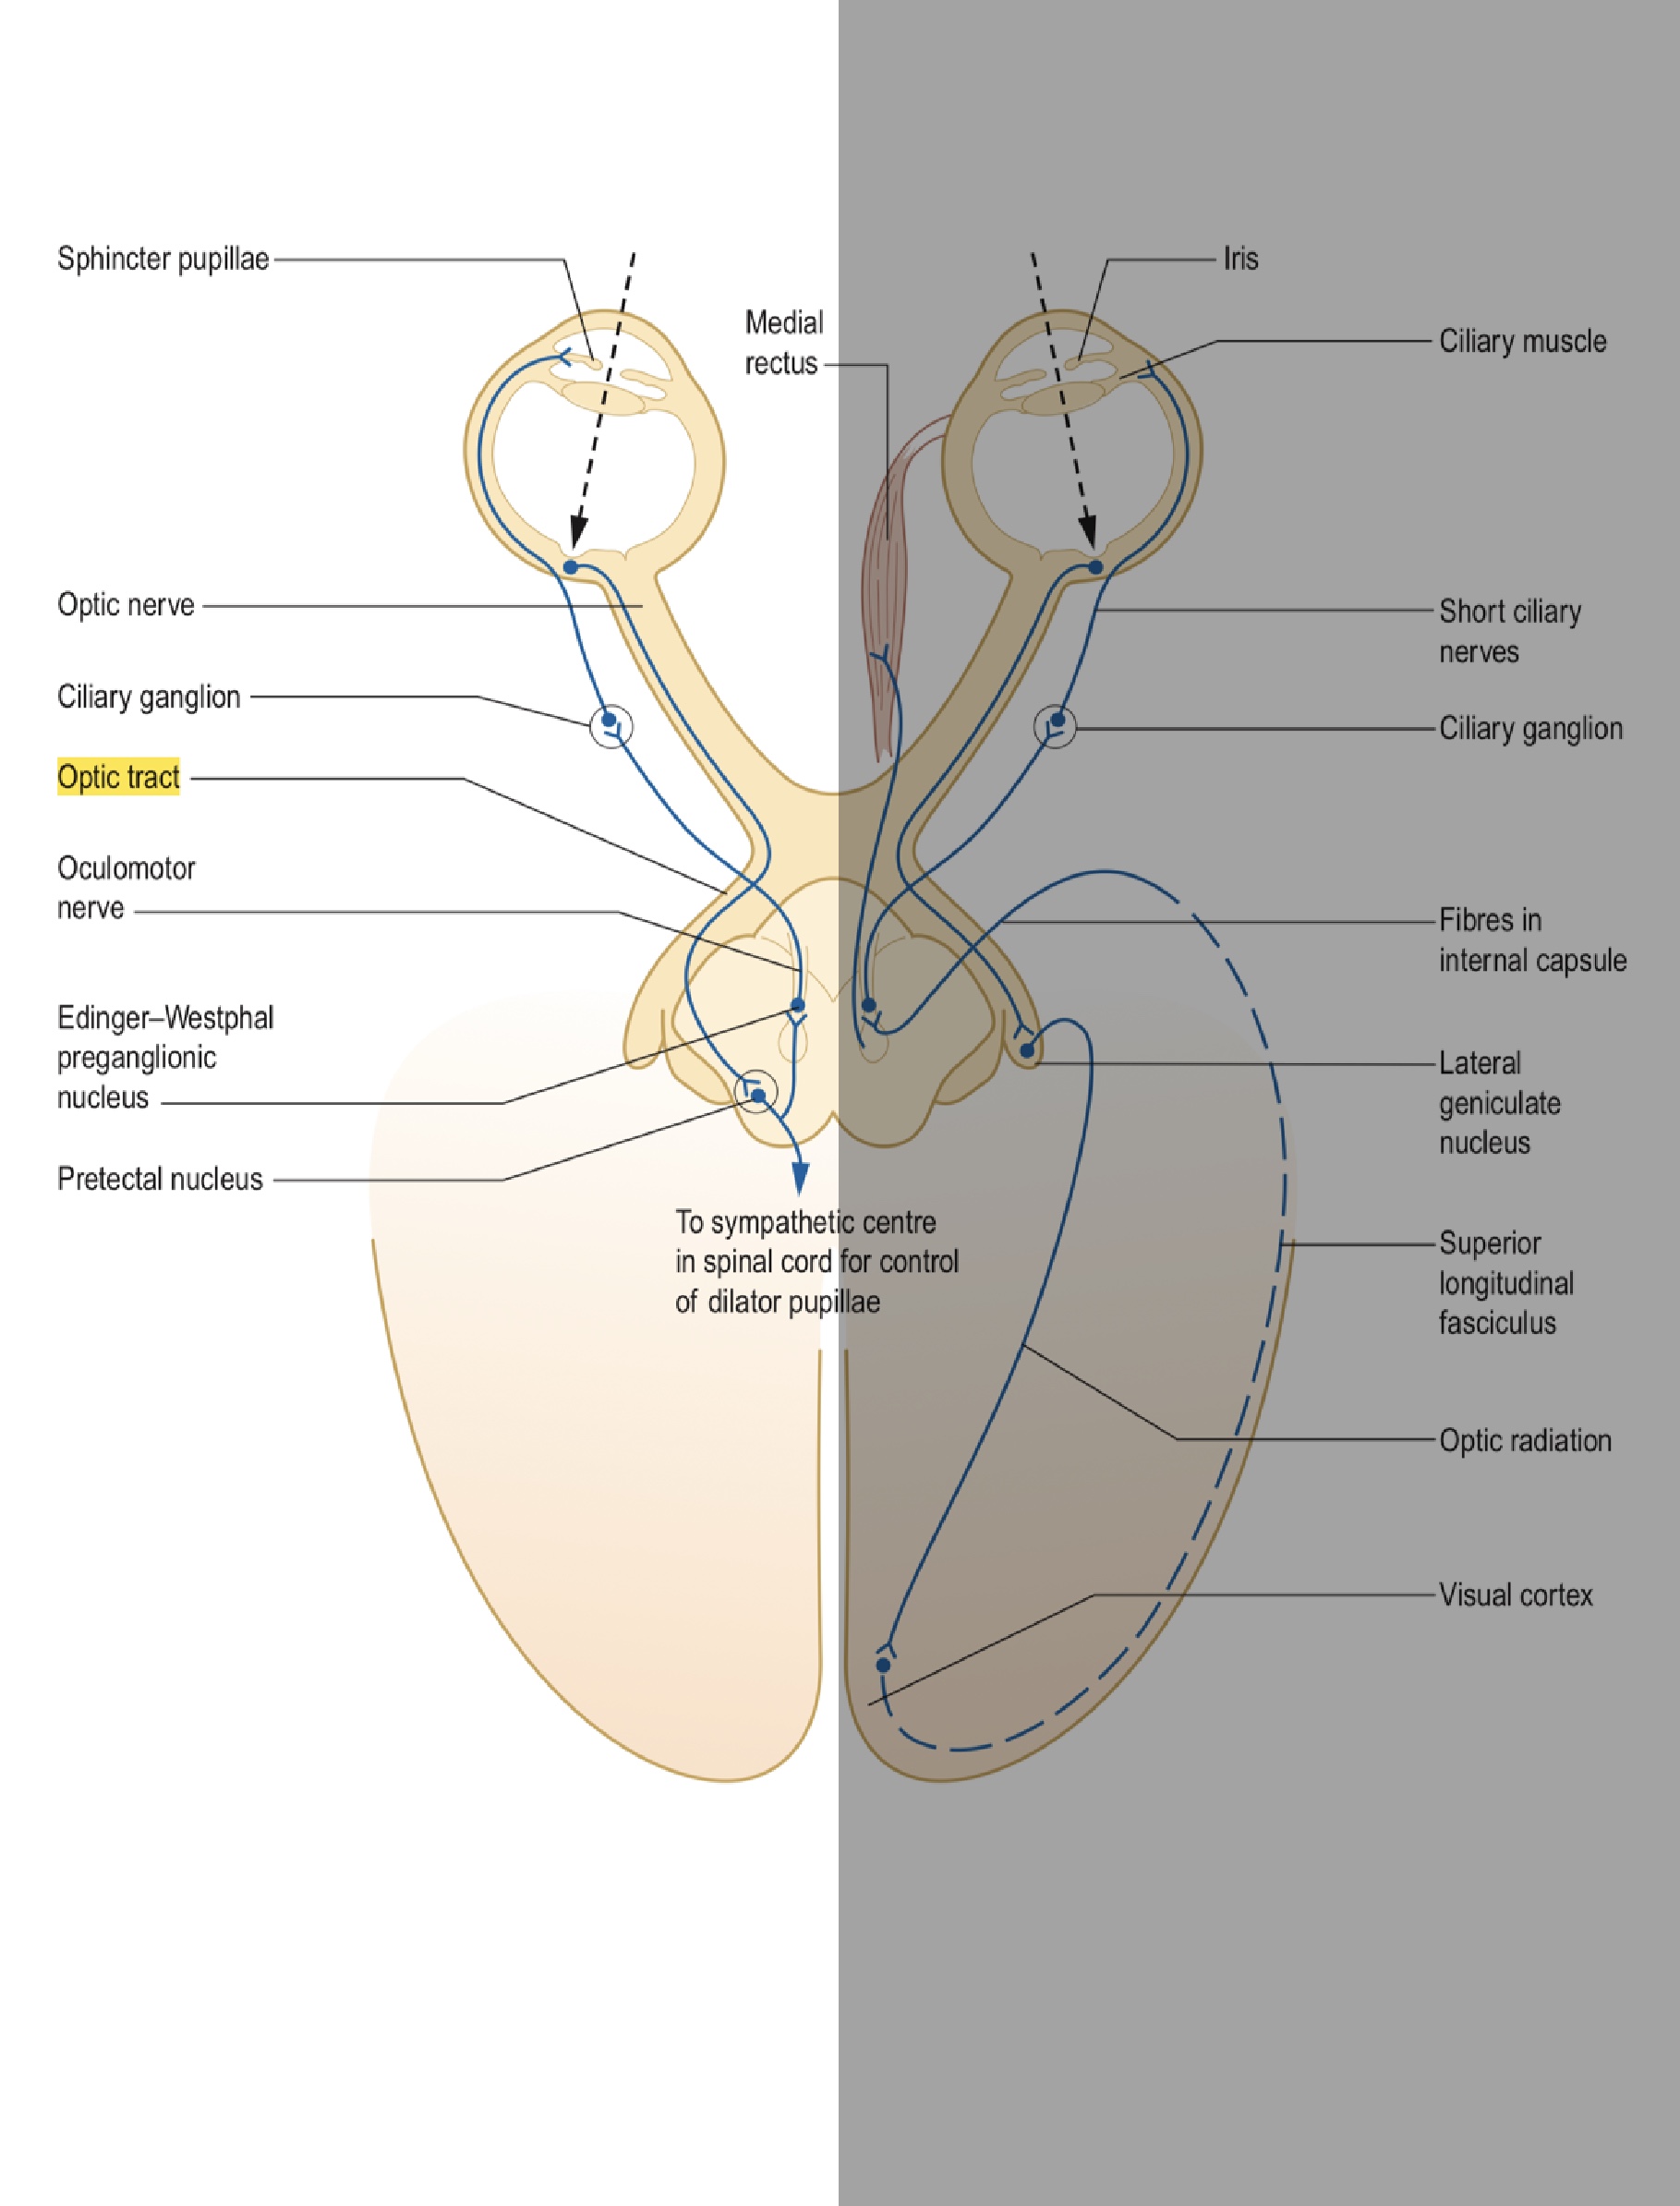 Sphincter pupillae
Iris
Medial
rectus
Ciliary muscle
Optic nerve
Short ciliary
nerves
Ciliary ganglion
Ciliary ganglion
Optic tract
Oculomotor
nerve
Fibres in
internal capsule
Edinger–Westphal
preganglionic
nucleus
Lateral
geniculate
nucleus
Pretectal nucleus
To sympathetic centre
in spinal cord for control
of dilator pupillae
Superior
longitudinal
fasciculus
Optic radiation
Visual cortex